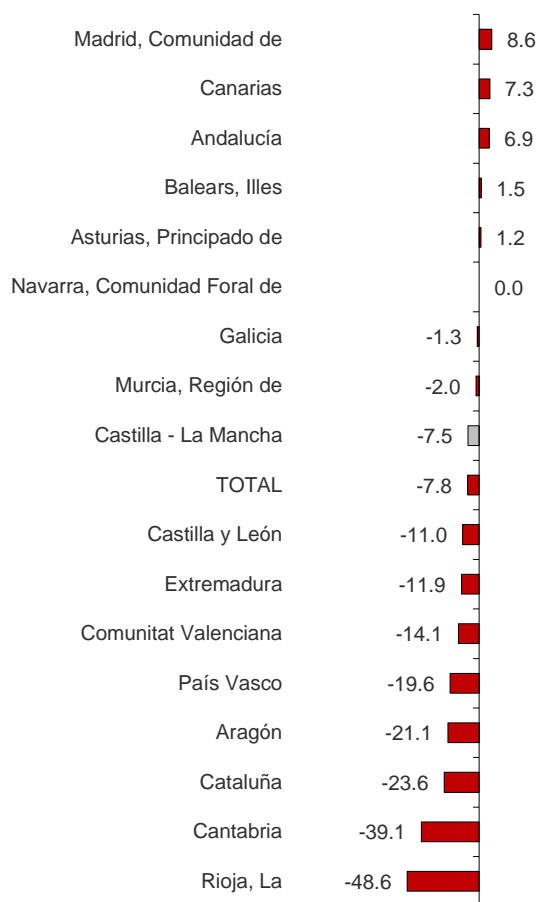 Madrid, Comunidad de 8.6
Canarias 7.3
Andalucía 6.9
Balears, Illes 1.5
Asturias, Principado de 1.2
Navarra, Comunidad Foral de 0.0
Galicia -1.3
Murcia, Región de -2.0
Castilla - La Mancha -7.5
TOTAL -7.8
Castilla y León -11.0
Extremadura -11.9
Comunitat Valenciana -14.1
País Vasco -19.6
Aragón -21.1
Cataluña -23.6
Cantabria -39.1
Rioja, La -48.6